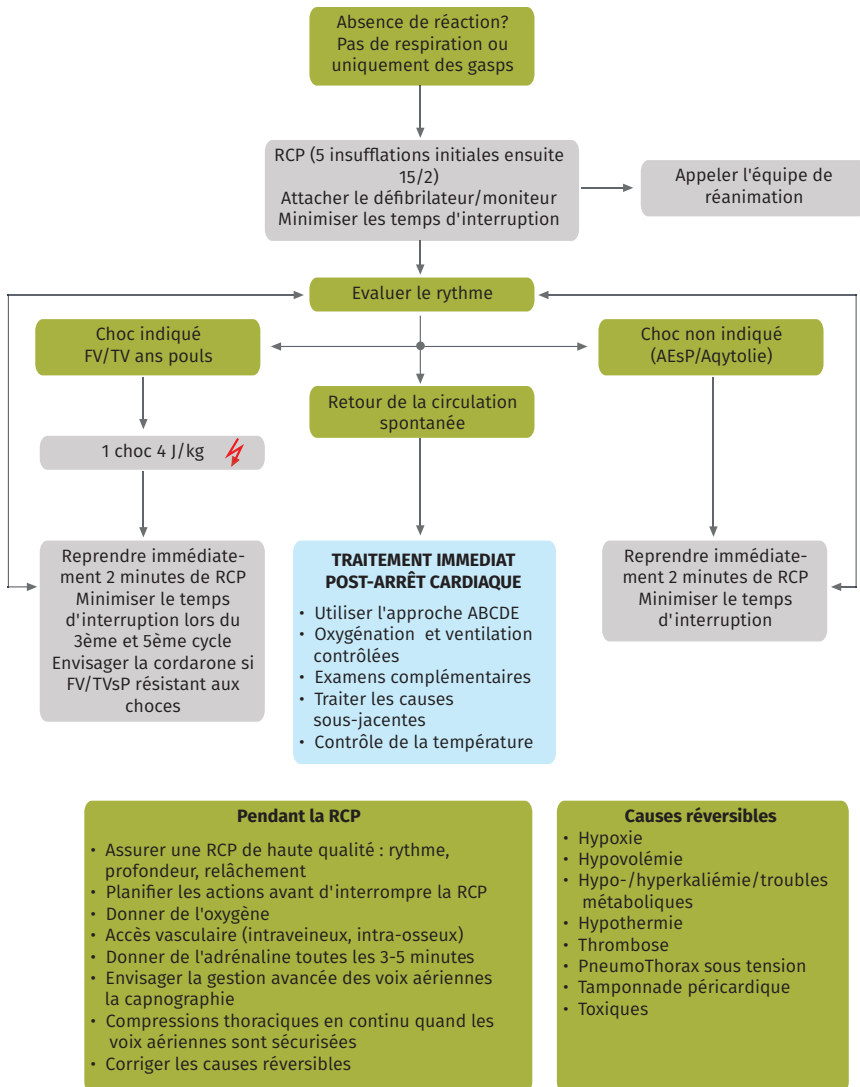 Absence de réaction?
Pas de respiration ou
uniquement des gasps
RCP (5 insufflations initiales ensuite
15/2)
Attacher le défibrilateur/moniteur
Minimiser les temps d'interruption
Appeler l'équipe de
réanimation
Evaluer le rythme
Choc indiqué
FV/TV ans pouls
Choc non indiqué
(AEsP/Aqytolie)
Retour de la circulation
spontanée
1 choc 4 J/kg
Reprendre immédiate-
ment 2 minutes de RCP
Minimiser le temps
d'interruption lors du
3ème et 5ème cycle
Envisager la cordarone si
FV/TVsP résistant aux
choces
TRAITEMENT IMMEDIAT
POST-ARRÊT CARDIAQUE
• Utiliser l'approche ABCDE
• Oxygénation et ventilation
contrôlées
• Examens complémentaires
• Traiter les causes
sous-jacentes
• Contrôle de la température
Reprendre immédiate-
ment 2 minutes de RCP
Minimiser le temps
d'interruption
Pendant la RCP
• Assurer une RCP de haute qualité : rythme,
profondeur, relâchement
• Planifier les actions avant d'interrompre la RCP
• Donner de l'oxygène
• Accès vasculaire (intraveineux, intra-osseux)
• Donner de l'adrénaline toutes les 3-5 minutes
• Envisager la gestion avancée des voix aériennes
la capnographie
• Compressions thoraciques en continu quand les
voix aériennes sont sécurisées
• Corriger les causes réversibles
Causes réversibles
• Hypoxie
• Hypovolémie
• Hypo-/hyperkaliémie/troubles
métaboliques
• Hypothermie
• Thrombose
• PneumoThorax sous tension
• Tamponnade péricardique
• Toxiques